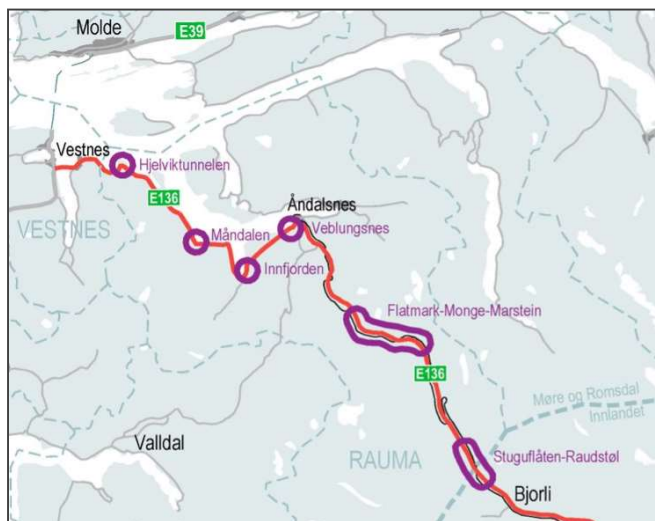 Molde
E39
Vestnes
Hjelviktunnelen
E136
Åndalsnes
VESTNES
Måndalen
Veblungsnes
Innfjorden
Flatmark-Monge-Marstein
E136
Møre og Romsdal
Innlandet
Valldal
RAUMA
Stuguflåten-Raudstøl
Bjorli